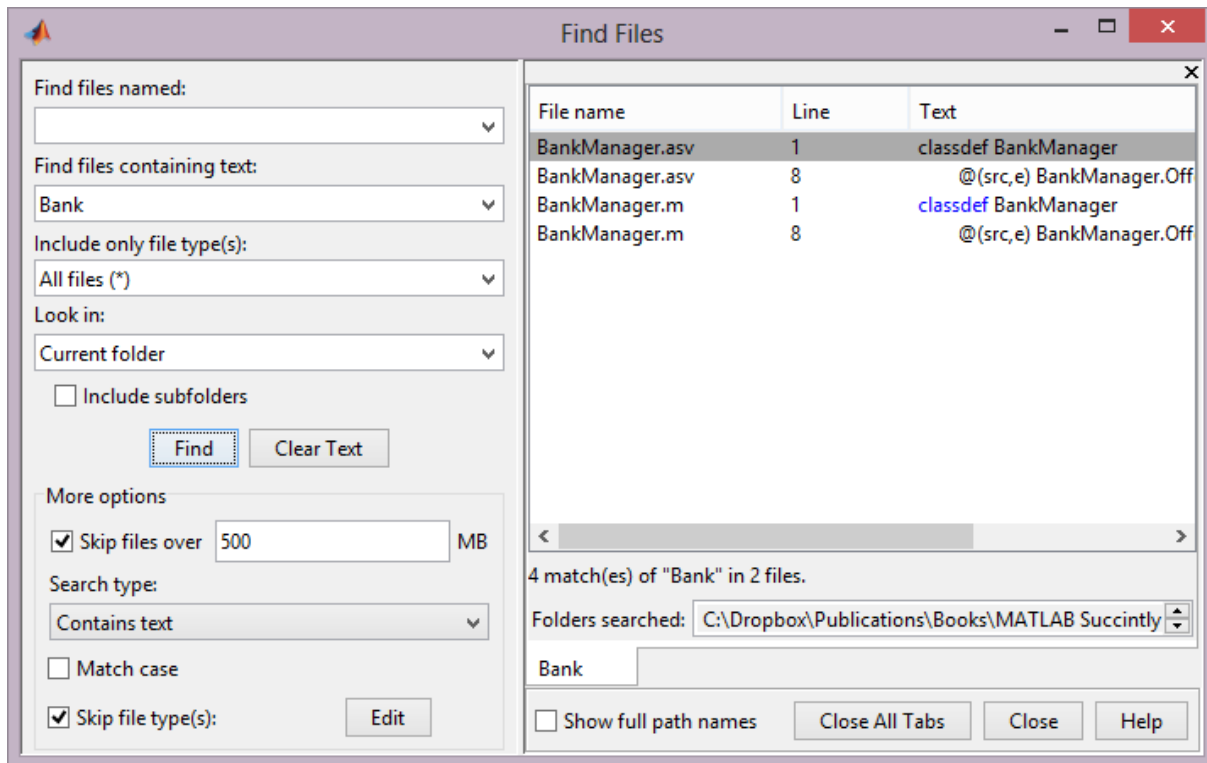 Find Files
Find files named:
Find files containing text:
Bank
Include only file type(s):
All files (*)
Look in:
Current folder
Include subfolders
Find Clear Text
More options
Skip files over 500 MB
Search type:
Contains text
Match case
Skip file type(s): Edit
File name Line Text
BankManager.asv 1 classdef BankManager
BankManager.asv 8 @(src,e) BankManager.Off
BankManager.m 1 classdef BankManager
BankManager.m 8 @(src,e) BankManager.Off
4 match(es) of "Bank" in 2 files.
Folders searched: C:\Dropbox\Publications\Books\MATLAB Succintly
Bank
Show full path names Close All Tabs Close Help